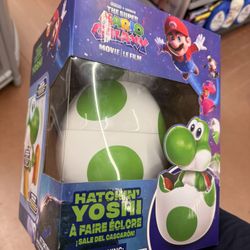 THE SUPER
MARIO
GALAXY
MOVIE | LE FILM
HATCHIN'
YOSHI
À FAIRE ÉCLORE
¡SALE DEL CASCARÓN!